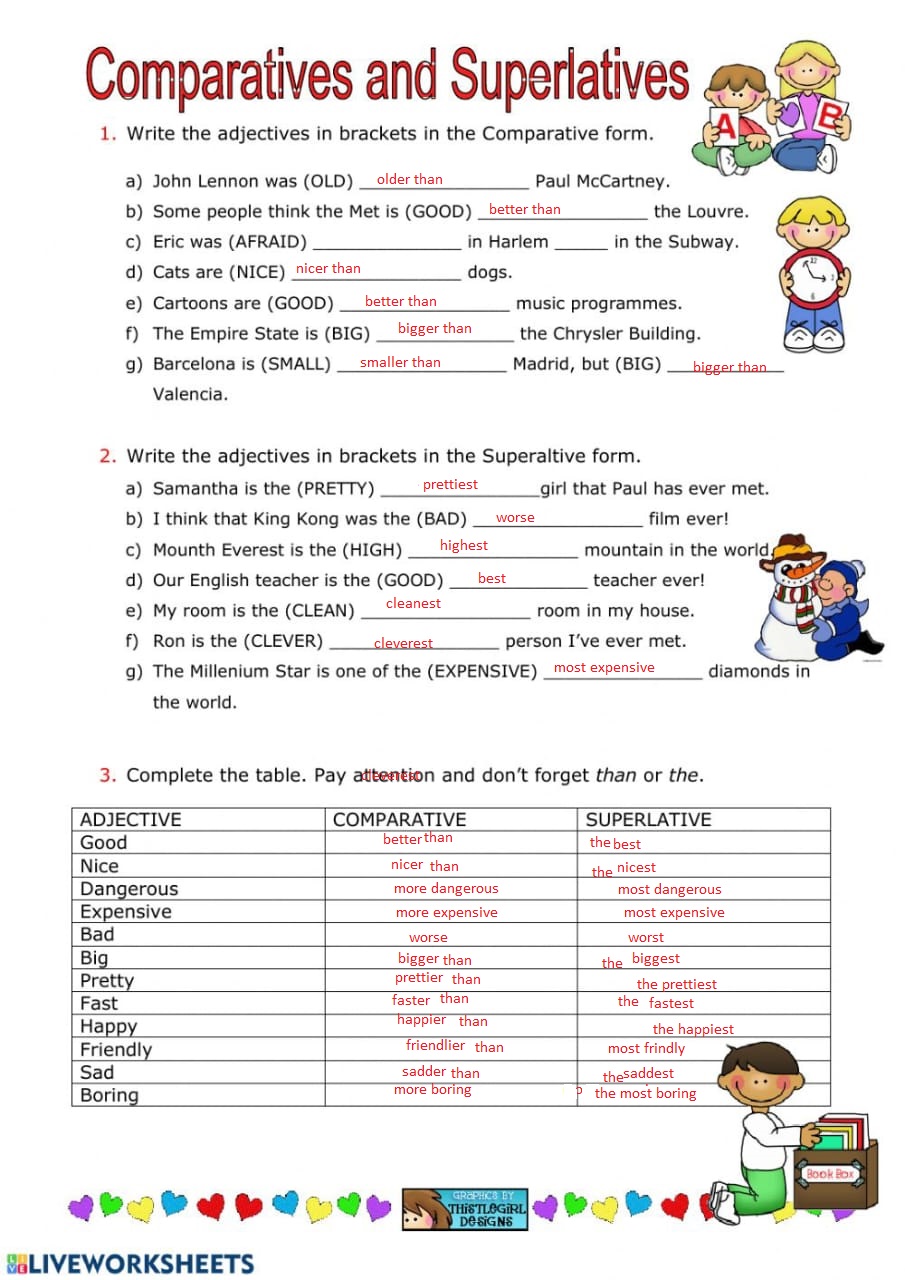 Comparatives and Superlatives
A B
1. Write the adjectives in brackets in the Comparative form.
a) John Lennon was (OLD) older than Paul McCartney.
b) Some people think the Met is (GOOD) better than the Louvre.
c) Eric was (AFRAID) ________________ in Harlem _____ in the Subway.
d) Cats are (NICE) nicer than dogs.
e) Cartoons are (GOOD) better than music programmes.
f) The Empire State is (BIG) bigger than the Chrysler Building.
g) Barcelona is (SMALL) smaller than Madrid, but (BIG) bigger than
Valencia.
2. Write the adjectives in brackets in the Superaltive form.
a) Samantha is the (PRETTY) prettiest girl that Paul has ever met.
b) I think that King Kong was the (BAD) worse film ever!
c) Mounth Everest is the (HIGH) highest mountain in the world.
d) Our English teacher is the (GOOD) best teacher ever!
e) My room is the (CLEAN) cleanest room in my house.
f) Ron is the (CLEVER) cleverest person I've ever met.
g) The Millenium Star is one of the (EXPENSIVE) most expensive diamonds in
the world.
3. Complete the table. Pay attention and don't forget than or the.
cleverest
ADJECTIVE COMPARATIVE SUPERLATIVE
Good better than the best
Nice nicer than the nicest
Dangerous more dangerous most dangerous
Expensive more expensive most expensive
Bad worse worst
Big bigger than the biggest
Pretty prettier than the prettiest
Fast faster than the fastest
Happy happier than the happiest
Friendly friendlier than most frindly
Sad sadder than the saddest
Boring more boring the most boring
Book Box
GRAPHICS BY
THISTLEGIRL
DESIGNS
LIVEWORKSHEETS